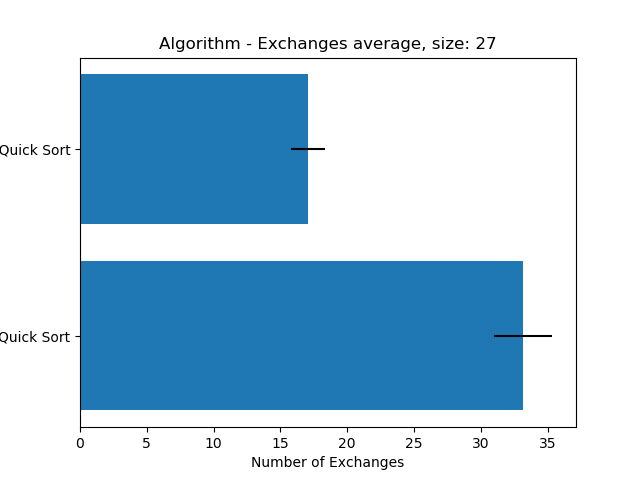 Algorithm - Exchanges average, size: 27
Quick Sort
Quick Sort
0 5 10 15 20 25 30 35
Number of Exchanges